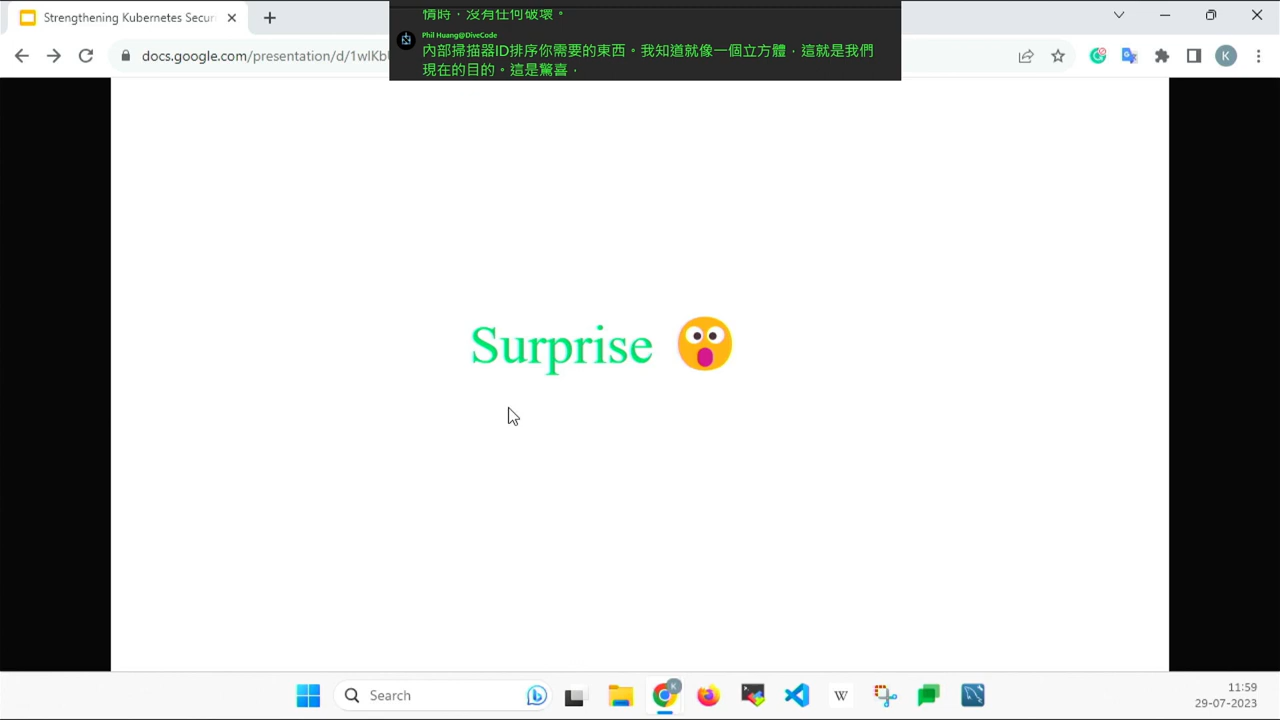 Strengthening Kubernetes Secur
情時，沒有任何破壞。
Phil Huang@DiveCode
內部掃描器ID排序你需要的東西。我知道就像一個立方體，這就是我們
現在的目的。這是驚喜，
docs.google.com/presentation/d/1wlKb
K
Surprise
Search
K
W
11:59
29-07-2023